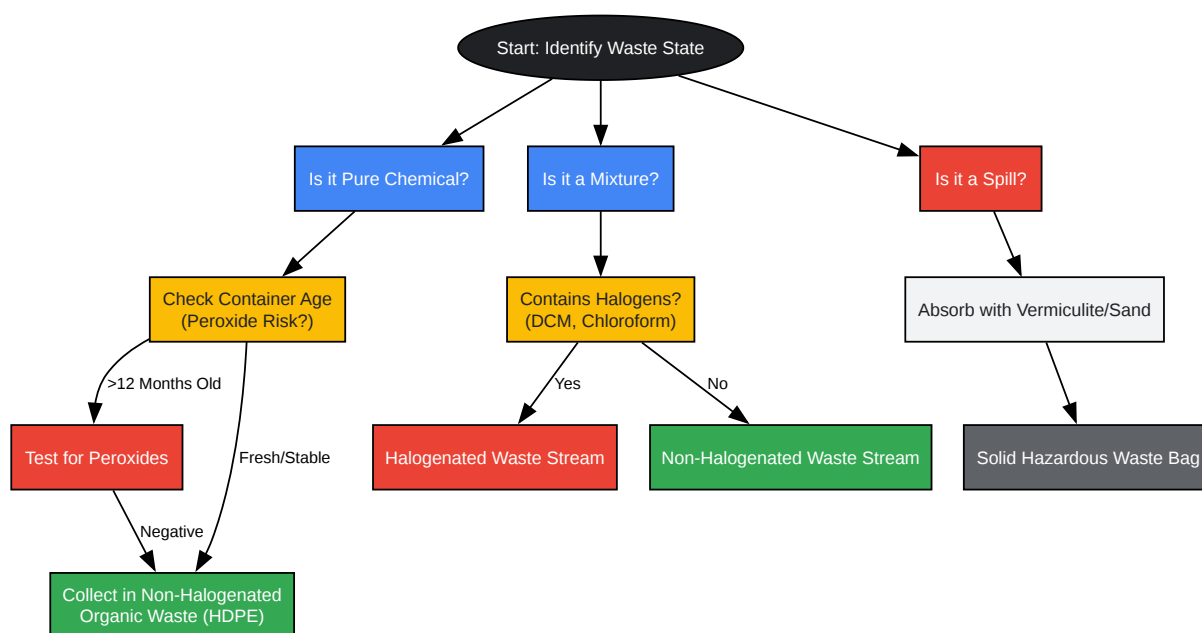 Start: Identify Waste State
Is it Pure Chemical?
Is it a Mixture?
Is it a Spill?
Check Container Age
(Peroxide Risk?)
Contains Halogens?
(DCM, Chloroform)
Absorb with Vermiculite/Sand
>12 Months Old
Yes
No
Test for Peroxides
Fresh/Stable
Halogenated Waste Stream
Non-Halogenated Waste Stream
Solid Hazardous Waste Bag
Negative
Collect in Non-Halogenated
Organic Waste (HDPE)